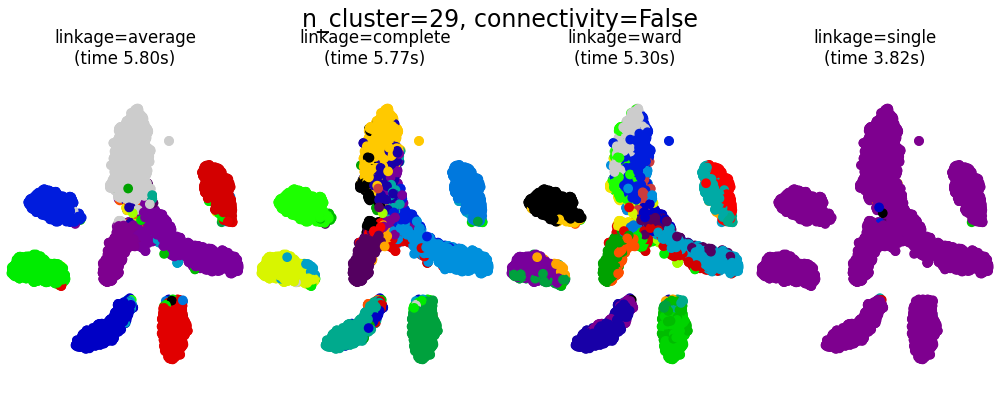 n_cluster=29, connectivity=False
linkage=average
(time 5.80s)
linkage=complete
(time 5.77s)
linkage=ward
(time 5.30s)
linkage=single
(time 3.82s)